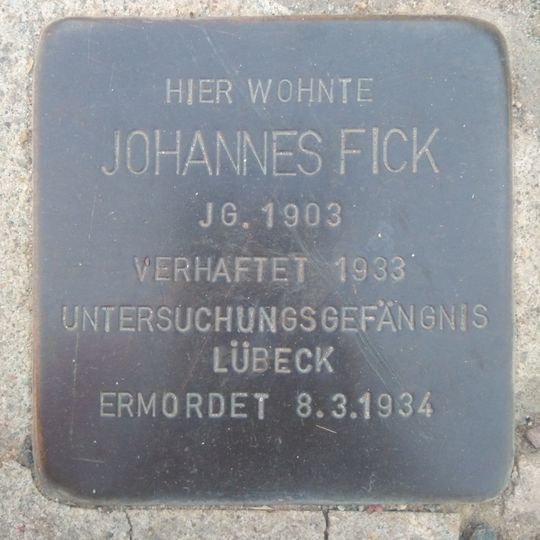 HIER WOHNTE
JOHANNES FICK
JG. 1903
VERHAFTET 1933
UNTERSUCHUNGSGEFÄNGNIS
LÜBECK
ERMORDET 8.3.1934